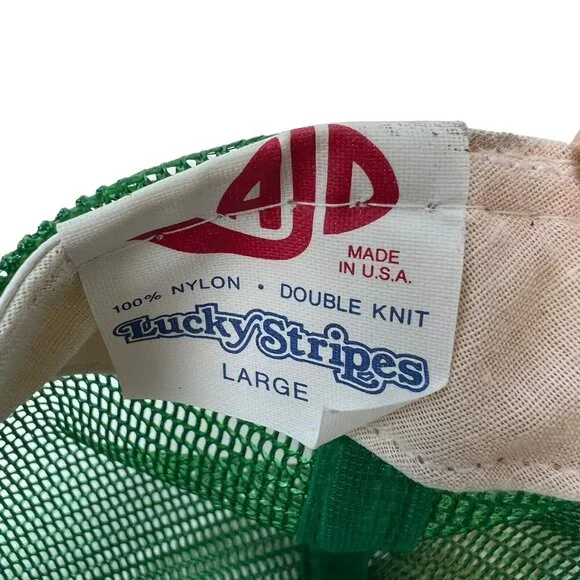 AJD
MADE
IN U.S.A.
100% NYLON • DOUBLE KNIT
Lucky Stripes
LARGE